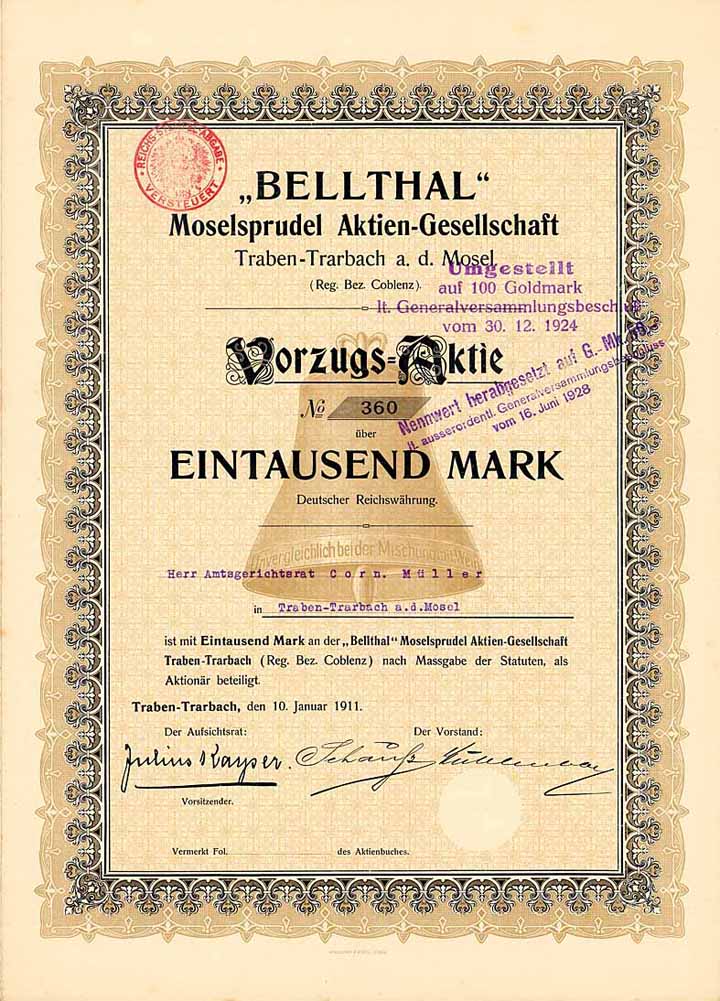 REICHSSTEMPELABGABE
VERSTEUERT
„BELLTHAL“
Moselsprudel Aktien-Gesellschaft
Traben-Trarbach a. d. Mosel
(Reg. Bez. Coblenz).
Umgestellt
auf 100 Goldmark
lt. Generalversammlungsbeschluß
vom 30. 12. 1924
Vorzugs-Aktie
No 360
Nennwert herabgesetzt auf G.-Mk.
lt. ausserordentl. Generalversammlungsbeschluss
vom 16. Juni 1928
über
EINTAUSEND MARK
Deutscher Reichswährung.
Unvergleichlich bei der Mischung mit Wein
Herr Amtsgerichtsrat Corn. Müller
in Traben-Trarbach a.d.Mosel
ist mit Eintausend Mark an der „Bellthal“ Moselsprudel Aktien-Gesellschaft
Traben-Trarbach (Reg. Bez. Coblenz) nach Massgabe der Statuten, als
Aktionär beteiligt.
Traben-Trarbach, den 10. Januar 1911.
Der Aufsichtsrat: Der Vorstand:
Julius Kayser.
Vorsitzender.
Vermerkt Fol. des Aktienbuches.